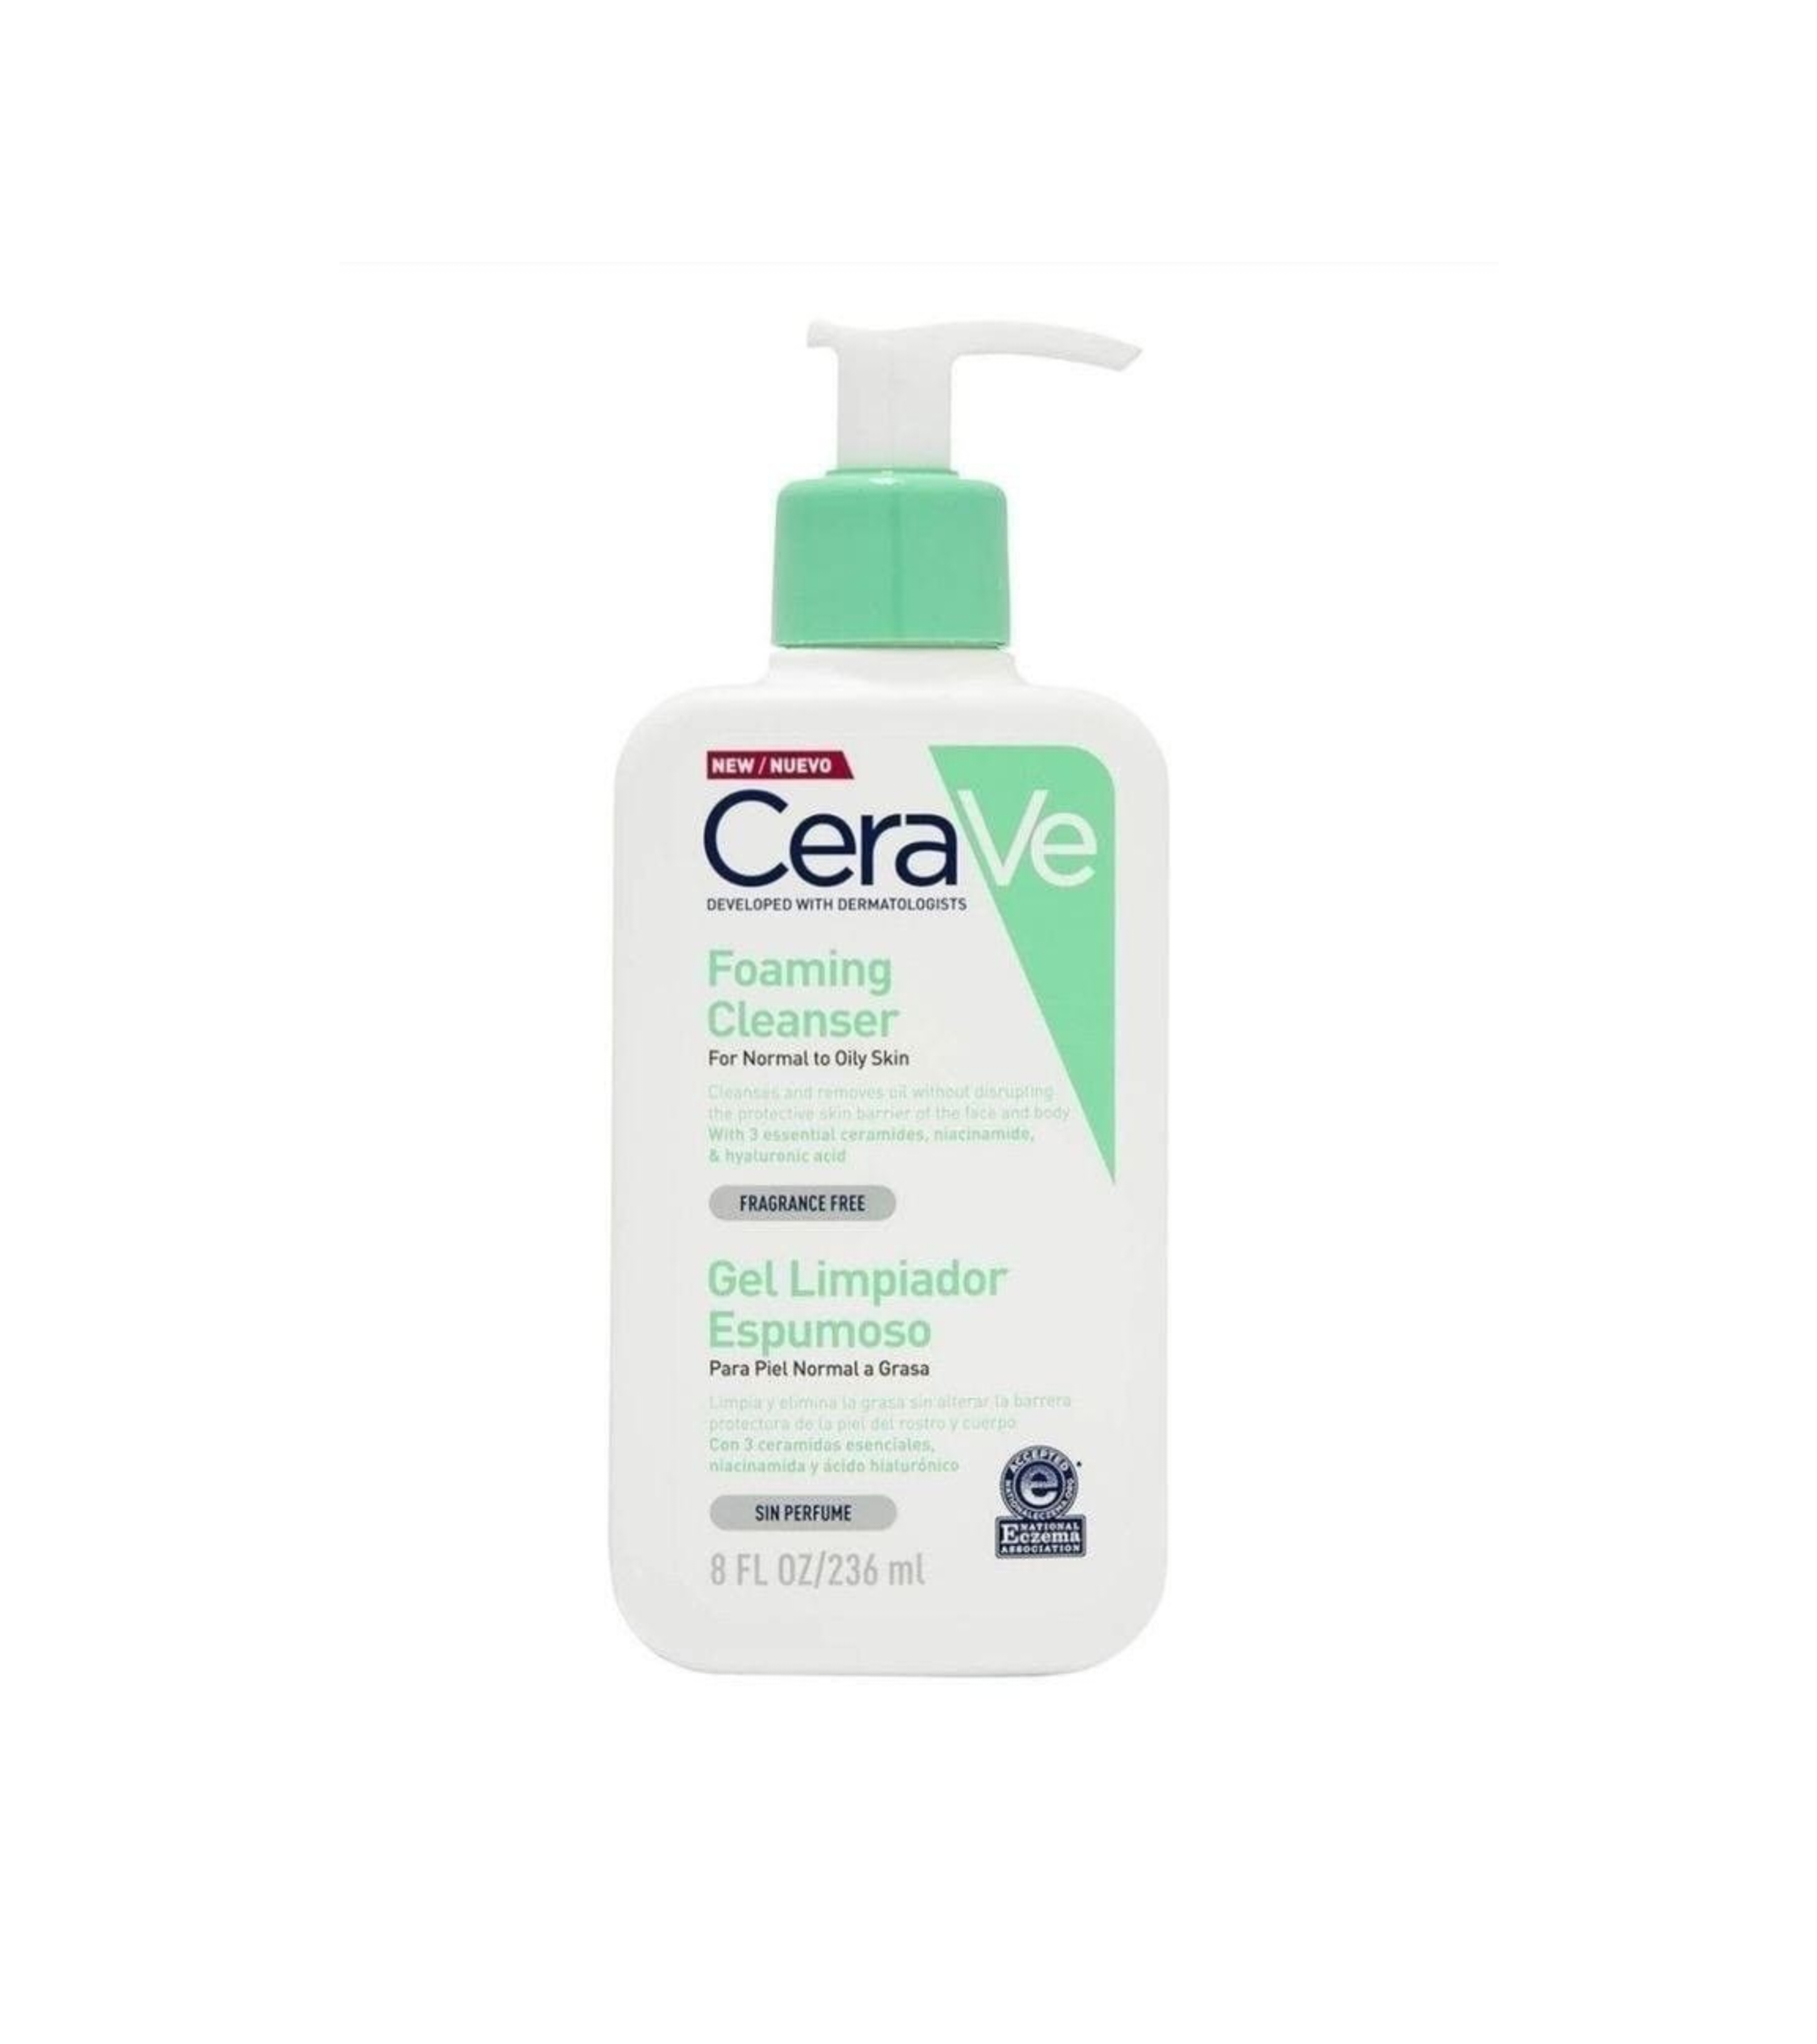 NEW / NUEVO
CeraVe
DEVELOPED WITH DERMATOLOGISTS
Foaming
Cleanser
For Normal to Oily Skin
Cleanses and removes oil without disrupting
the protective skin barrier of the face and body
With 3 essential ceramides, niacinamide,
& hyaluronic acid
FRAGRANCE FREE
Gel Limpiador
Espumoso
Para Piel Normal a Grasa
Limpia y elimina la grasa sin alterar la barrera
protectora de la piel del rostro y cuerpo
Con 3 ceramidas esenciales,
niacinamida y ácido hialurónico
ACCEPTED
e
NATIONALECZEMA.ORG
NATIONAL
Eczema
ASSOCIATION
SIN PERFUME
8 FL OZ/236 ml